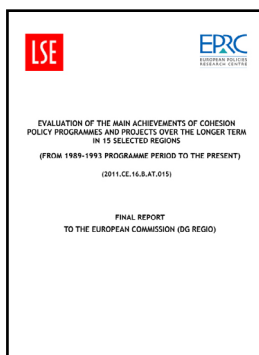 LSE
EPRC
EUROPEAN POLICIES
RESEARCH CENTRE
EVALUATION OF THE MAIN ACHIEVEMENTS OF COHESION
POLICY PROGRAMMES AND PROJECTS OVER THE LONGER TERM
IN 15 SELECTED REGIONS
(FROM 1989-1993 PROGRAMME PERIOD TO THE PRESENT)
(2011.CE.16.B.AT.015)
FINAL REPORT
TO THE EUROPEAN COMMISSION (DG REGIO)